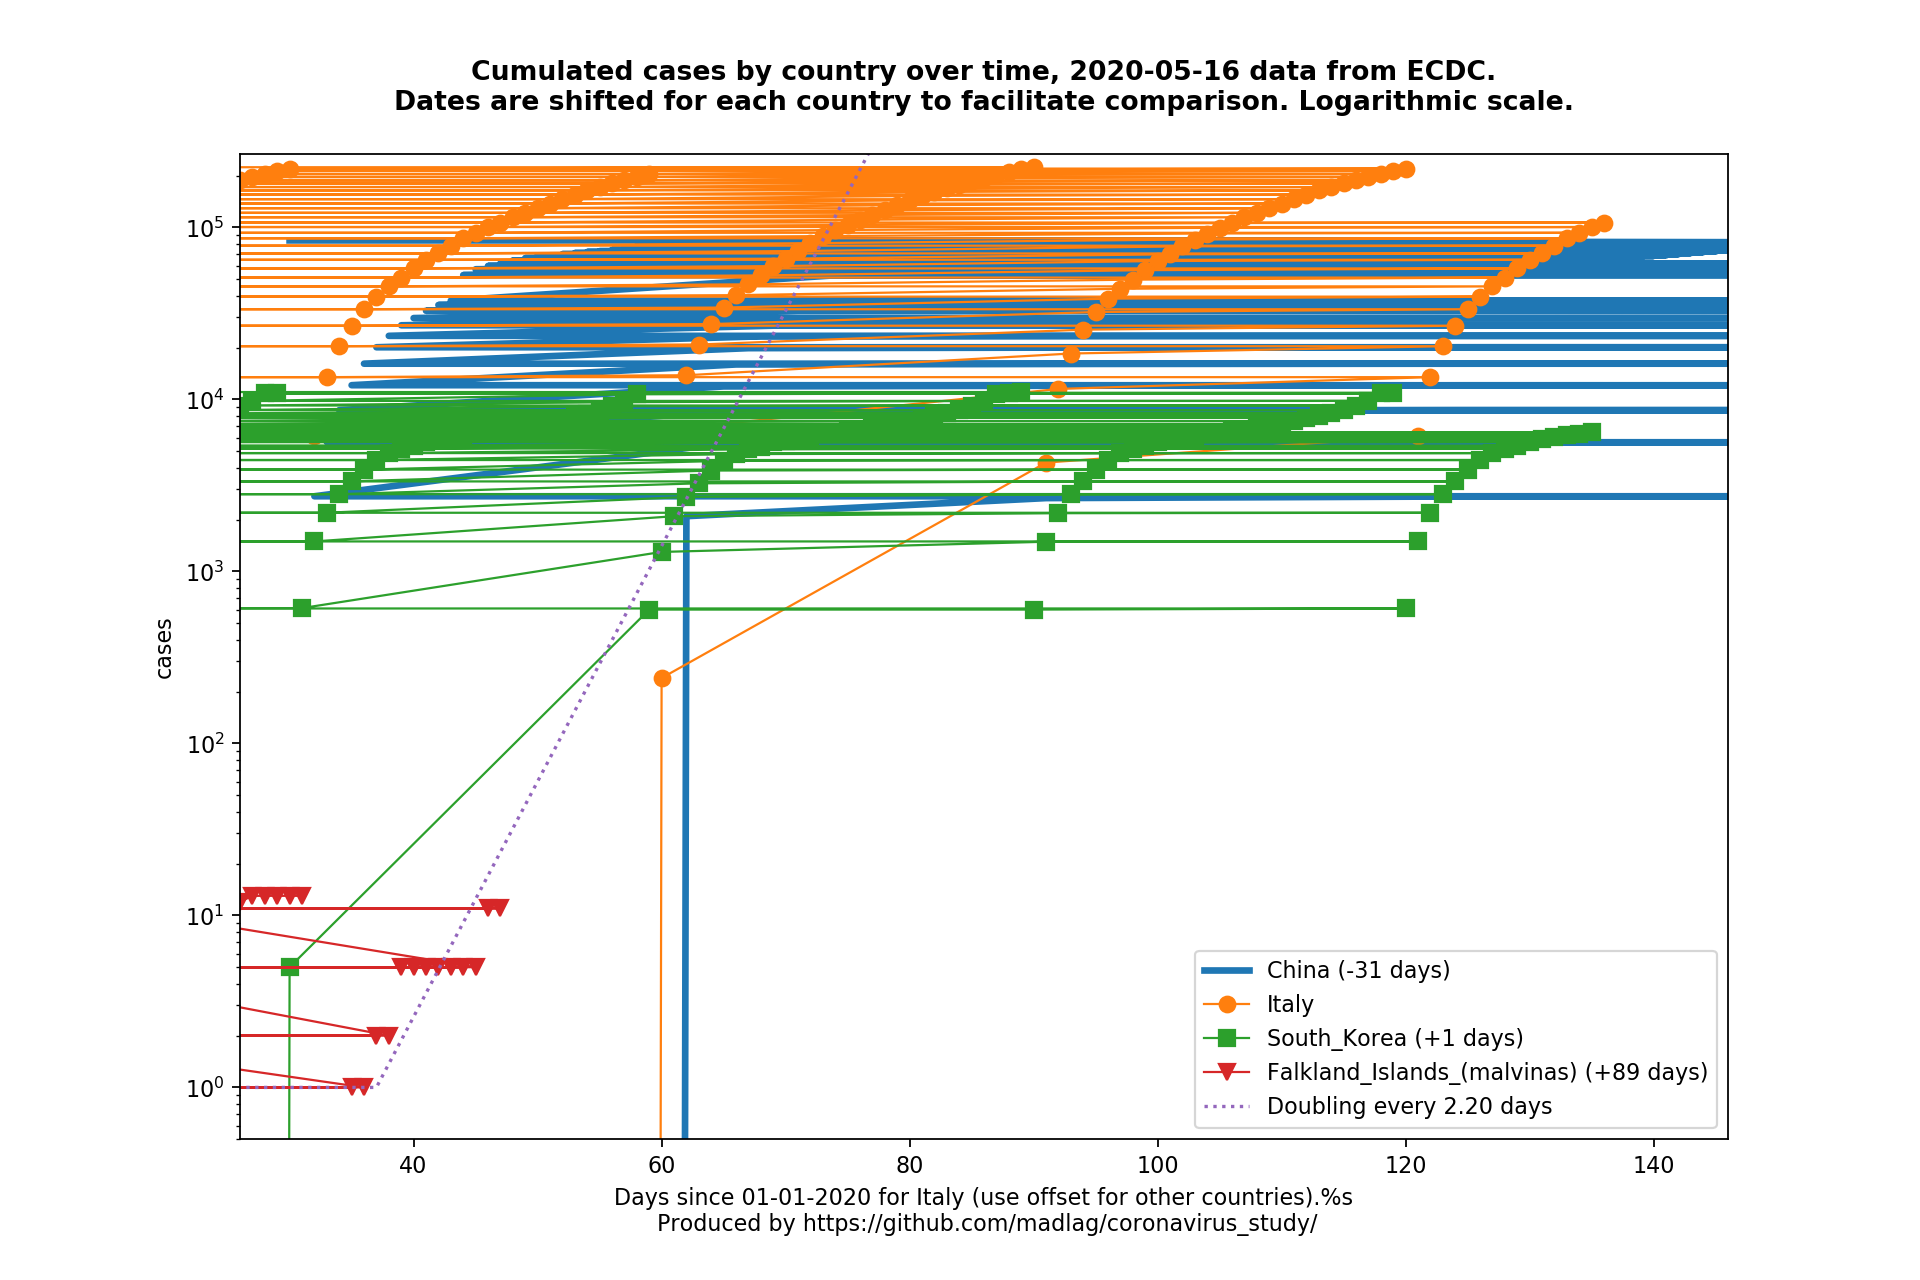 Cumulated cases by country over time, 2020-05-16 data from ECDC.
Dates are shifted for each country to facilitate comparison. Logarithmic scale.
cases
10^5
10^4
10^3
10^2
10^1
10^0
China (-31 days)
Italy
South_Korea (+1 days)
Falkland_Islands_(malvinas) (+89 days)
Doubling every 2.20 days
40 60 80 100 120 140
Days since 01-01-2020 for Italy (use offset for other countries).%s
Produced by https://github.com/madlag/coronavirus_study/